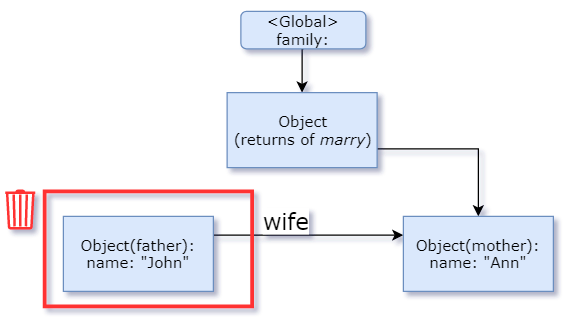 <Global>
family:
Object
(returns of marry)
wife
Object(father):
name: "John"
Object(mother):
name: "Ann"